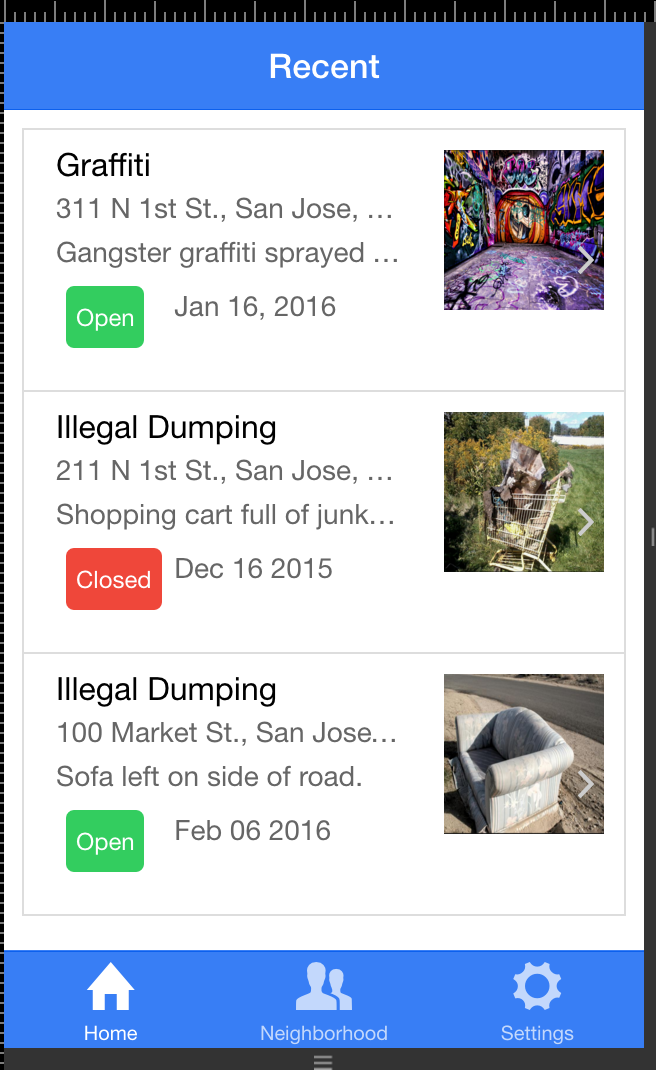 Recent
Graffiti
311 N 1st St., San Jose, …
Gangster graffiti sprayed …
Open
Jan 16, 2016
Illegal Dumping
211 N 1st St., San Jose, …
Shopping cart full of junk…
Closed
Dec 16 2015
Illegal Dumping
100 Market St., San Jose…
Sofa left on side of road.
Open
Feb 06 2016
Home
Neighborhood
Settings